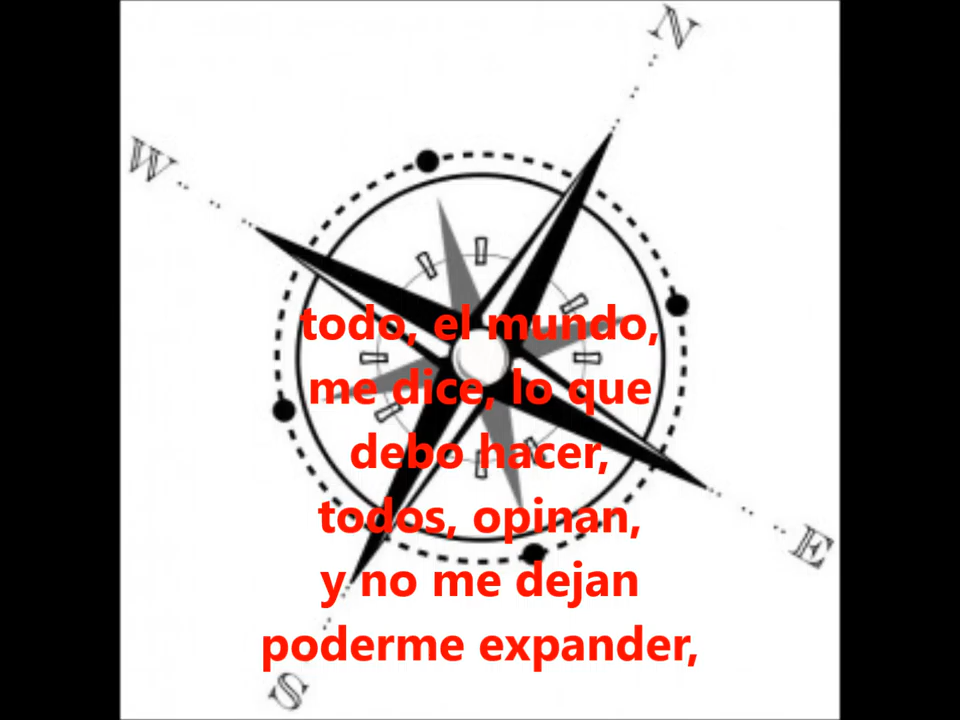 N
W
todo, el mundo,
me dice, lo que
debo hacer,
todos, opinan,
E
y no me dejan
poderme expander,
S